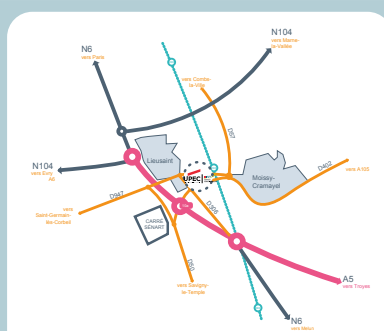 N104
vers Marne-
la-Vallée
N6
vers Paris
vers Combs-
la-Ville
D57
Lieusaint
Moissy-
Cramayel
D402
vers A105
N104
vers Evry
A6
UPEC
D947
D306
vers
Saint-Germain-
lès-Corbeil
CARRÉ
SÉNART
D50
vers Savigny-
le-Temple
A5
vers Troyes
N6
vers Melun